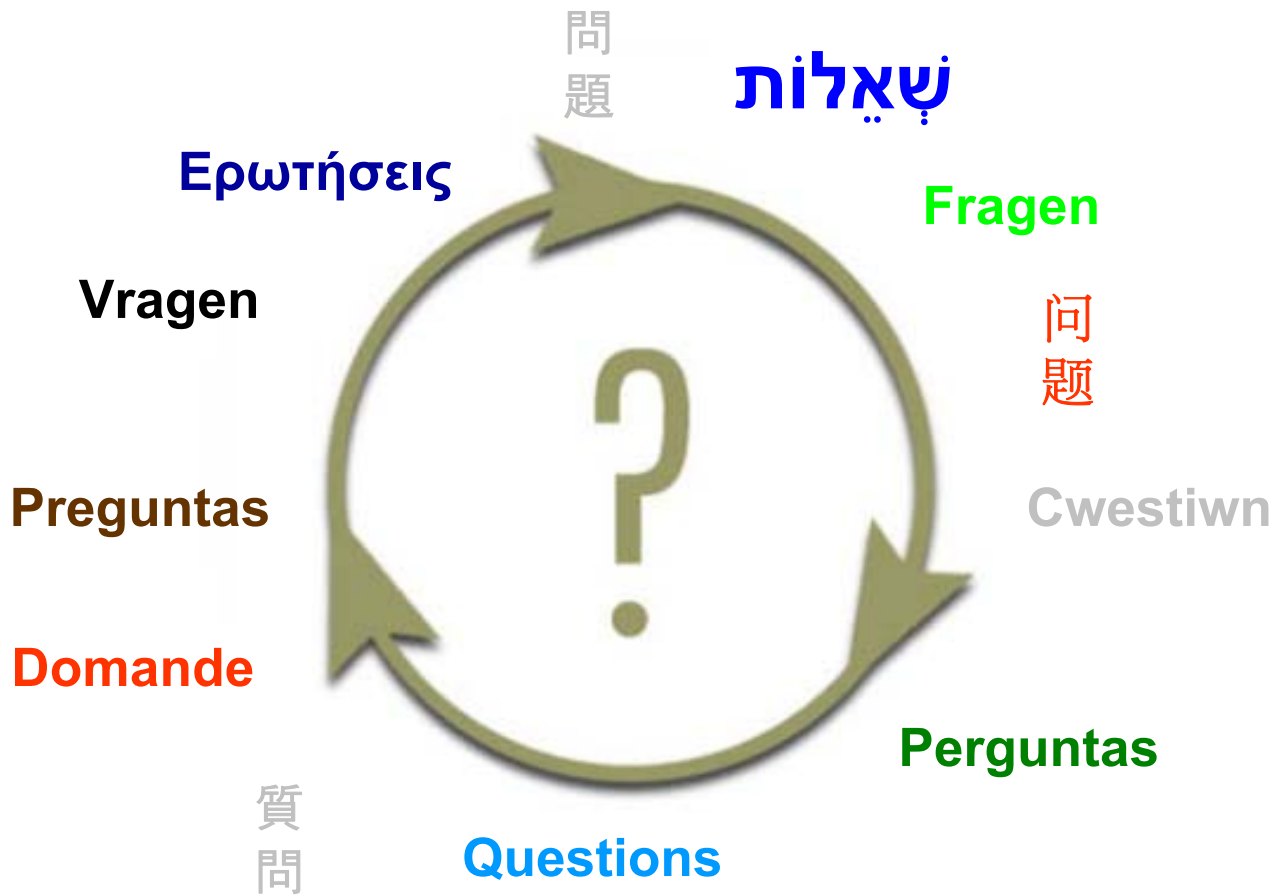 問
題
שְׁאֵלוֹת
Ερωτήσεις
Fragen
Vragen
问
题
?
Preguntas
Cwestiwn
Domande
Perguntas
質
問
Questions